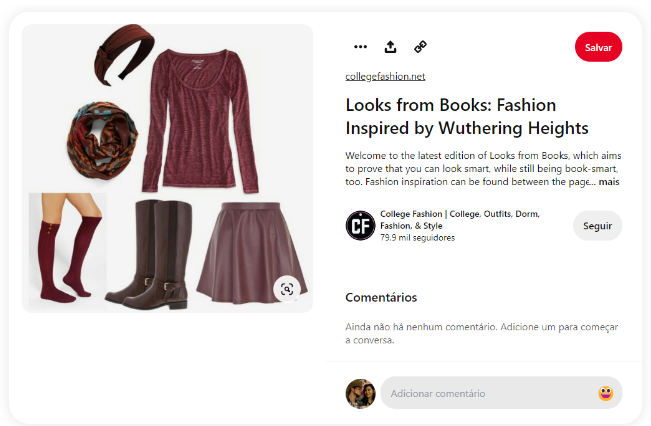 Salvar
collegefashion.net
Looks from Books: Fashion
Inspired by Wuthering Heights
Welcome to the latest edition of Looks from Books, which aims
to prove that you can look smart, while still being book-smart,
too. Fashion inspiration can be found between the page... mais
CF
College Fashion | College, Outfits, Dorm,
Fashion, & Style
79.9 mil seguidores
Seguir
Comentários
Ainda não há nenhum comentário. Adicione um para começar
a conversa.
Adicionar comentário